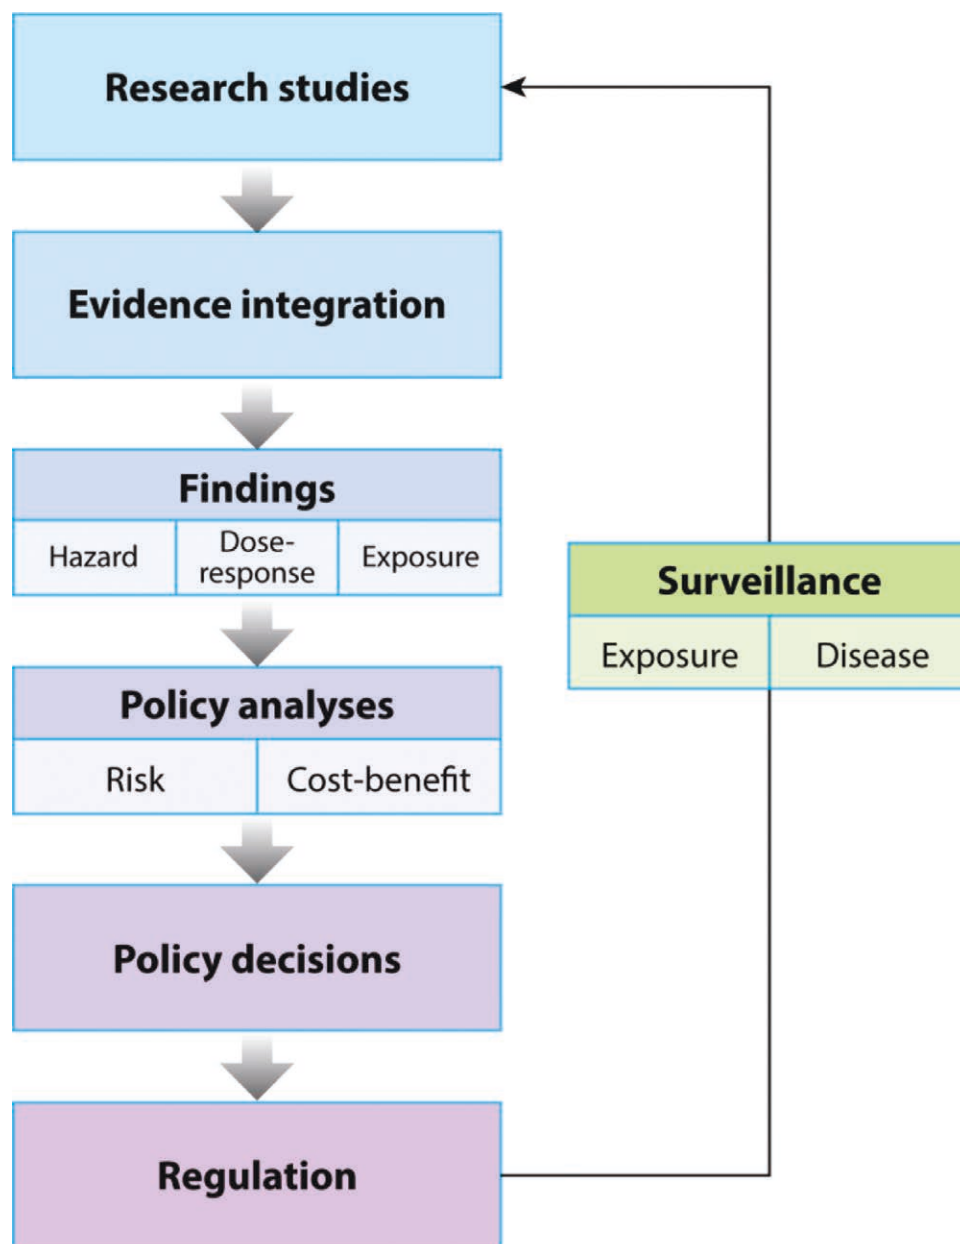 Research studies
Evidence integration
Findings
Hazard
Dose-
response
Exposure
Surveillance
Exposure
Disease
Policy analyses
Risk
Cost-benefit
Policy decisions
Regulation